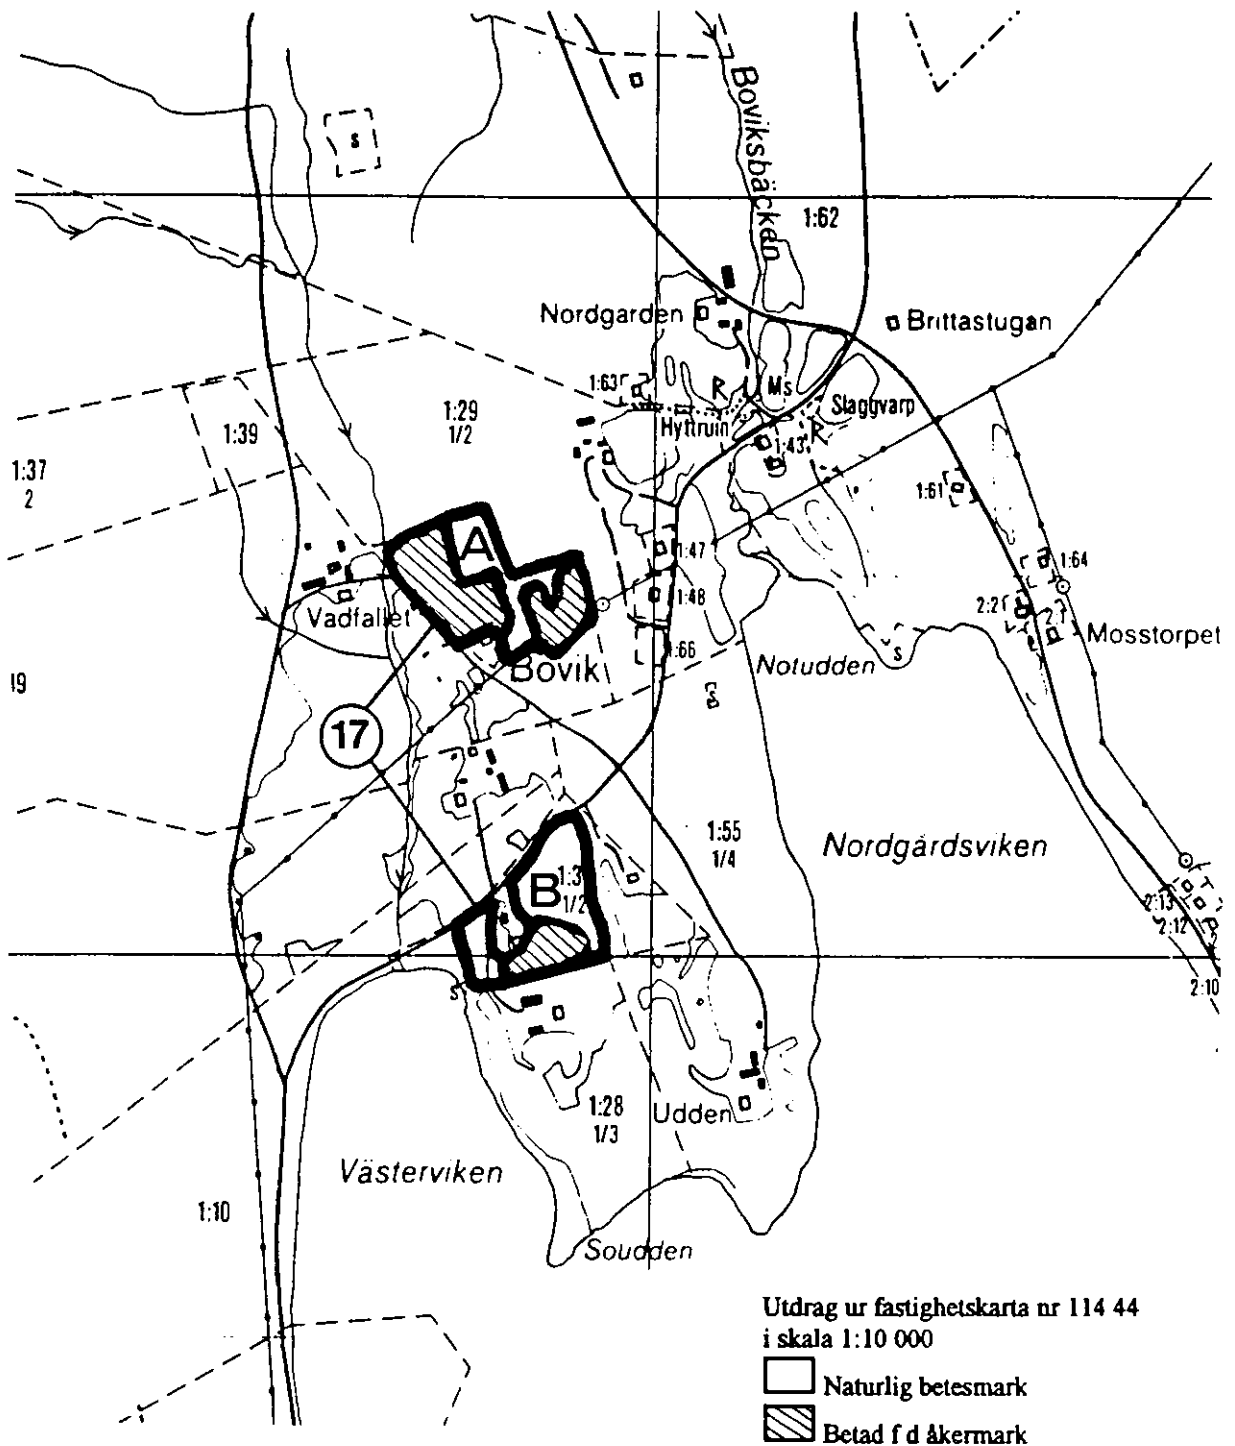 Boviksbäcken
s
1:62
Nordgarden
Brittastugan
1:63
R
Ms
1:29
1/2
Hyttruin
Slaggvarp
R
1:39
1:43
1:37
2
1:61
A
1:47
1:64
1:48
2:2
2:1
Vadfallet
Mosstorpet
1:66
s
Bovik
Notudden
19
s
17
1:55
1/4
Nordgårdsviken
B
1:3
1/2
2:13
2:12
s
2:10
1:28
1/3
Udden
Västerviken
1:10
Soudden
Utdrag ur fastighetskarta nr 114 44
i skala 1:10 000
Naturlig betesmark
Betad f d åkermark